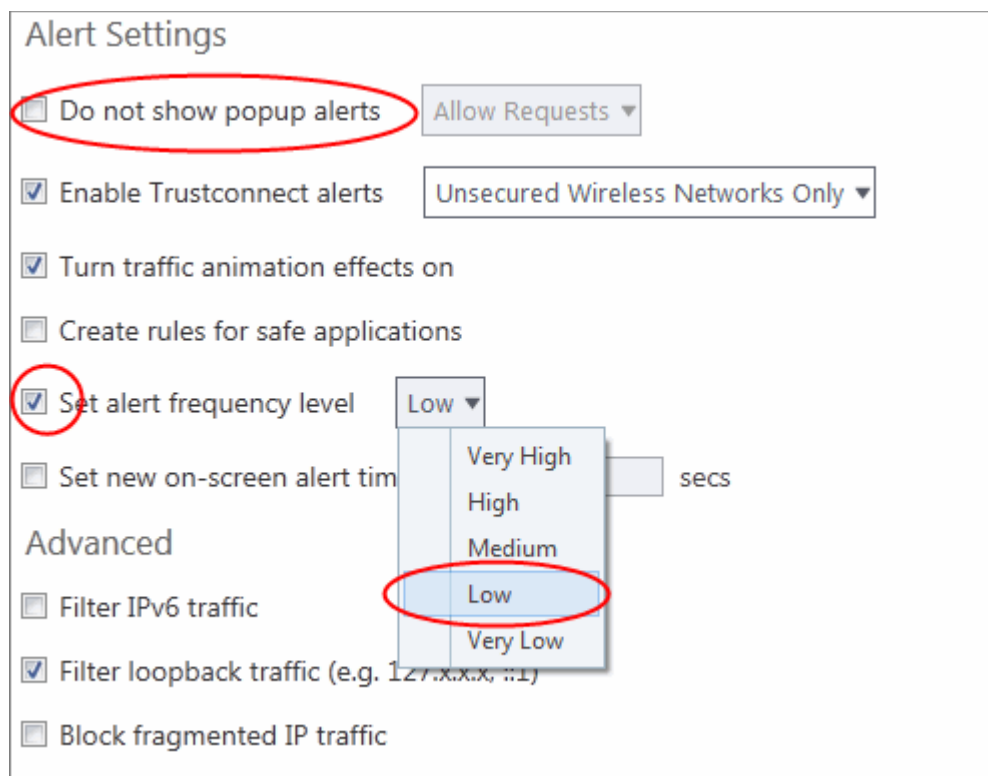 Alert Settings
Do not show popup alerts Allow Requests
Enable Trustconnect alerts Unsecured Wireless Networks Only
Turn traffic animation effects on
Create rules for safe applications
Set alert frequency level Low
Very High
Set new on-screen alert tim secs
High
Advanced
Medium
Low
Filter IPv6 traffic
Very Low
Filter loopback traffic (e.g. 127.x.x.x, ::1)
Block fragmented IP traffic